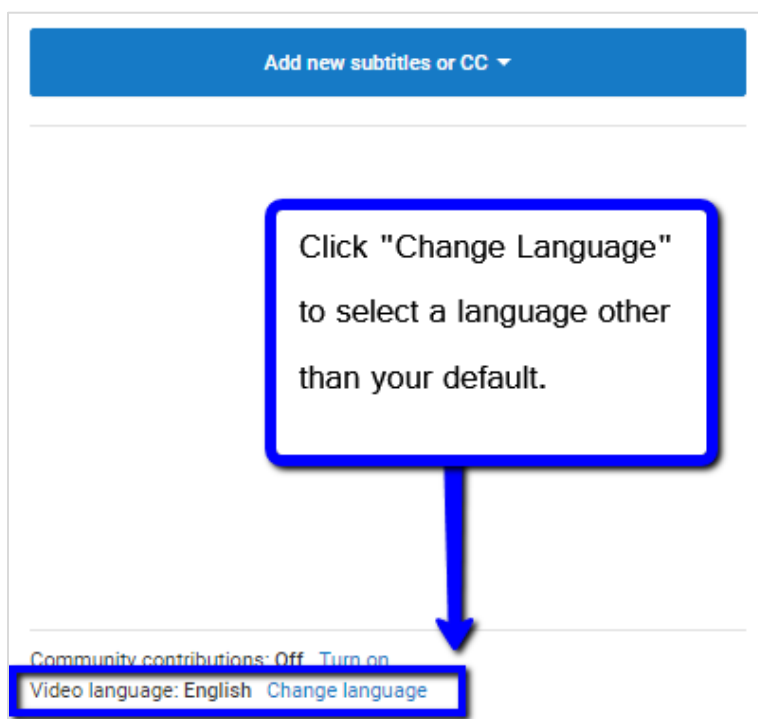 Add new subtitles or CC
Click "Change Language"
to select a language other
than your default.
Community contributions: Off Turn on
Video language: English Change language